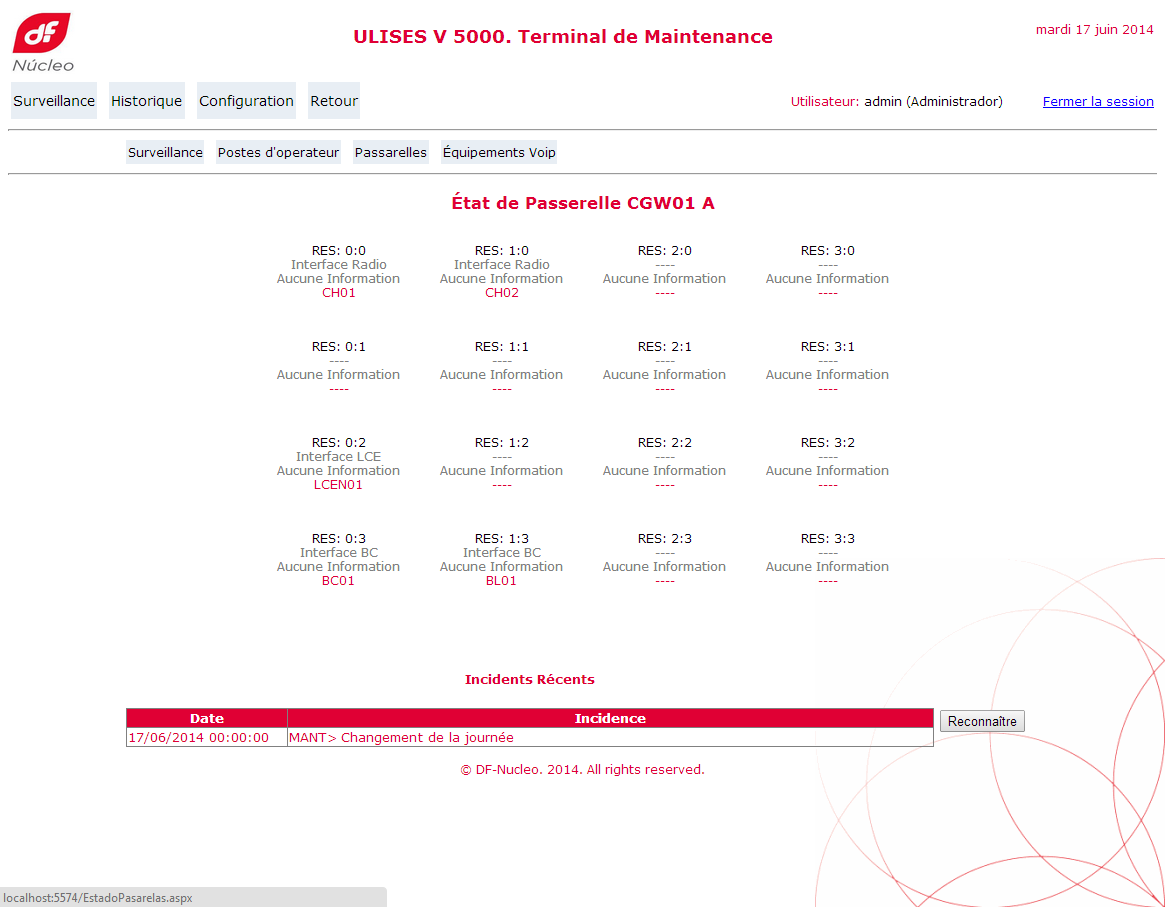 df
Núcleo
ULISES V 5000. Terminal de Maintenance
mardi 17 juin 2014
Surveillance Historique Configuration Retour
Utilisateur: admin (Administrador) Fermer la session
Surveillance Postes d'operateur Passarelles Équipements Voip
État de Passerelle CGW01 A
RES: 0:0 RES: 1:0 RES: 2:0 RES: 3:0
Interface Radio Interface Radio ---- ----
Aucune Information Aucune Information Aucune Information Aucune Information
CH01 CH02 ---- ----
RES: 0:1 RES: 1:1 RES: 2:1 RES: 3:1
---- ---- ---- ----
Aucune Information Aucune Information Aucune Information Aucune Information
---- ---- ---- ----
RES: 0:2 RES: 1:2 RES: 2:2 RES: 3:2
Interface LCE ---- ---- ----
Aucune Information Aucune Information Aucune Information Aucune Information
LCEN01 ---- ---- ----
RES: 0:3 RES: 1:3 RES: 2:3 RES: 3:3
Interface BC Interface BC ---- ----
Aucune Information Aucune Information Aucune Information Aucune Information
BC01 BL01 ---- ----
Incidents Récents
Date Incidence
17/06/2014 00:00:00 MANT> Changement de la journée
Reconnaître
© DF-Nucleo. 2014. All rights reserved.
localhost:5574/EstadoPasarelas.aspx